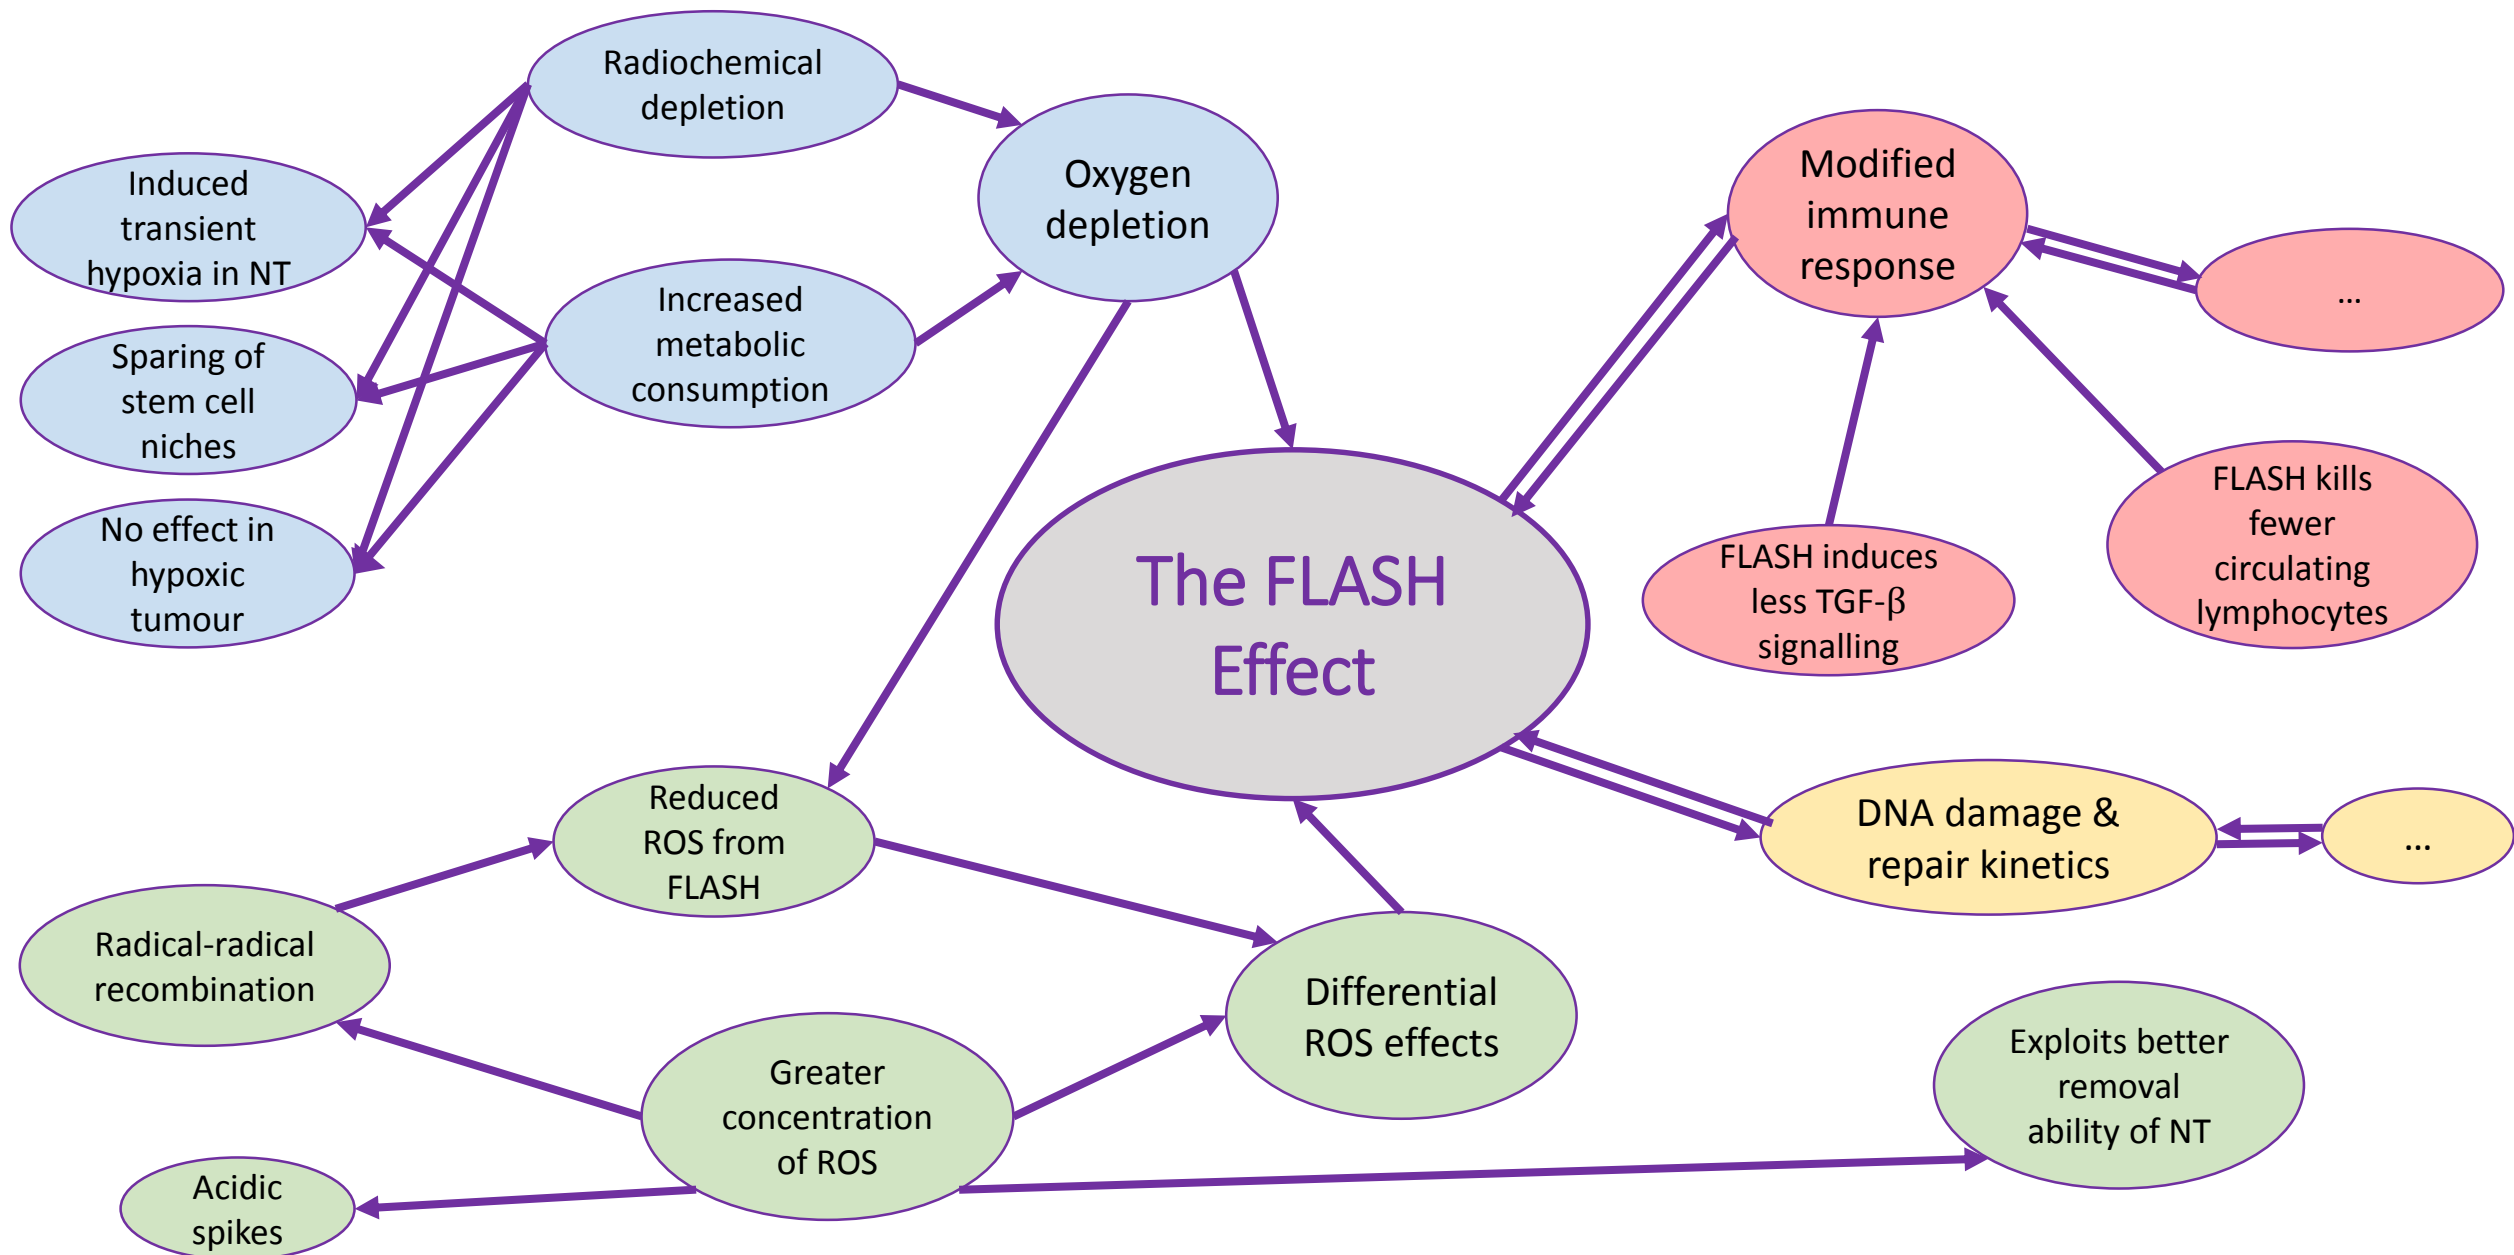 Radiochemical
depletion
Oxygen
depletion
Induced
transient
hypoxia in NT
Increased
metabolic
consumption
Sparing of
stem cell
niches
No effect in
hypoxic
tumour
Modified
immune
response
...
FLASH kills
fewer
circulating
lymphocytes
FLASH induces
less TGF-β
signalling
The FLASH
Effect
DNA damage &
repair kinetics
...
Reduced
ROS from
FLASH
Radical-radical
recombination
Differential
ROS effects
Greater
concentration
of ROS
Exploits better
removal
ability of NT
Acidic
spikes